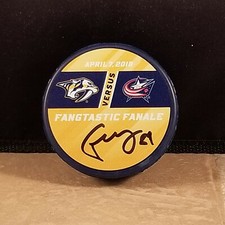 APRIL 7, 2018
VERSUS
FANGTASTIC FANALE